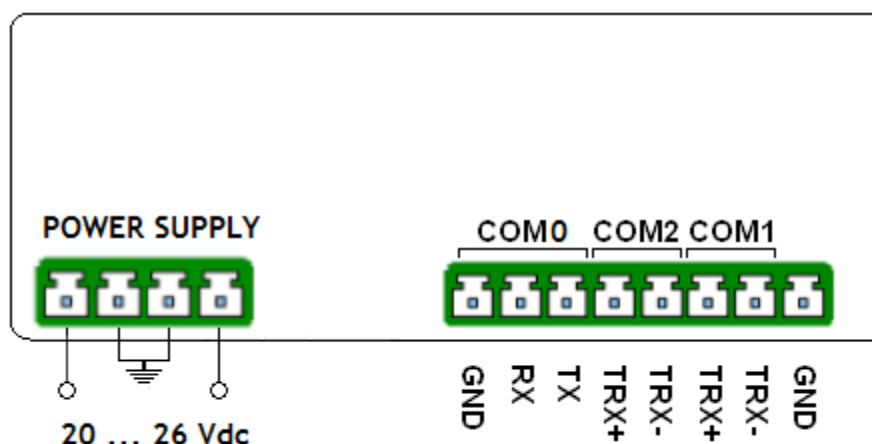 POWER SUPPLY
COM0 COM2 COM1
GND RX TX TRX+ TRX- TRX+ TRX- GND
20 ... 26 Vdc